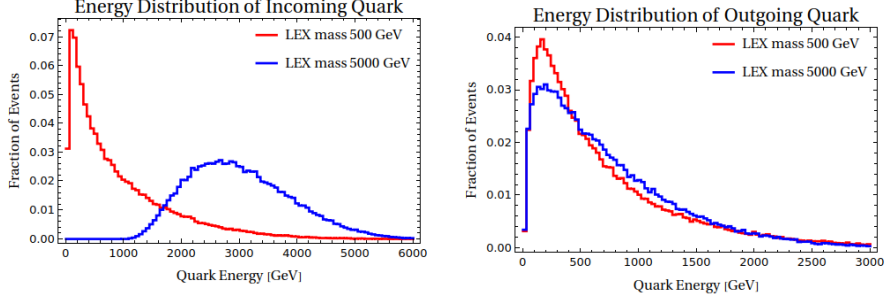 Energy Distribution of Incoming Quark
LEX mass 500 GeV
LEX mass 5000 GeV
Fraction of Events
0.07
0.06
0.05
0.04
0.03
0.02
0.01
0.00
0 1000 2000 3000 4000 5000 6000
Quark Energy [GeV]
Energy Distribution of Outgoing Quark
LEX mass 500 GeV
LEX mass 5000 GeV
Fraction of Events
0.04
0.03
0.02
0.01
0.00
0 500 1000 1500 2000 2500 3000
Quark Energy [GeV]